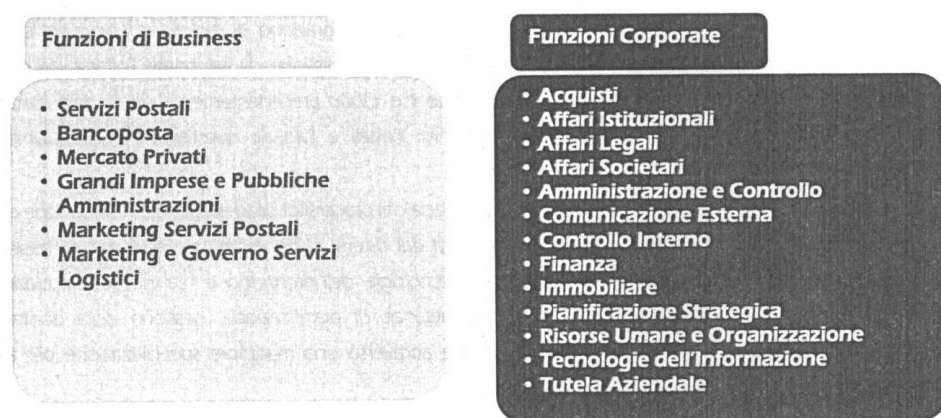 Funzioni di Business
• Servizi Postali
• Bancoposta
• Mercato Privati
• Grandi Imprese e Pubbliche
Amministrazioni
• Marketing Servizi Postali
• Marketing e Governo Servizi
Logistici
Funzioni Corporate
• Acquisti
• Affari Istituzionali
• Affari Legali
• Affari Societari
• Amministrazione e Controllo
• Comunicazione Esterna
• Controllo Interno
• Finanza
• Immobiliare
• Pianificazione Strategica
• Risorse Umane e Organizzazione
• Tecnologie dell'Informazione
• Tutela Aziendale